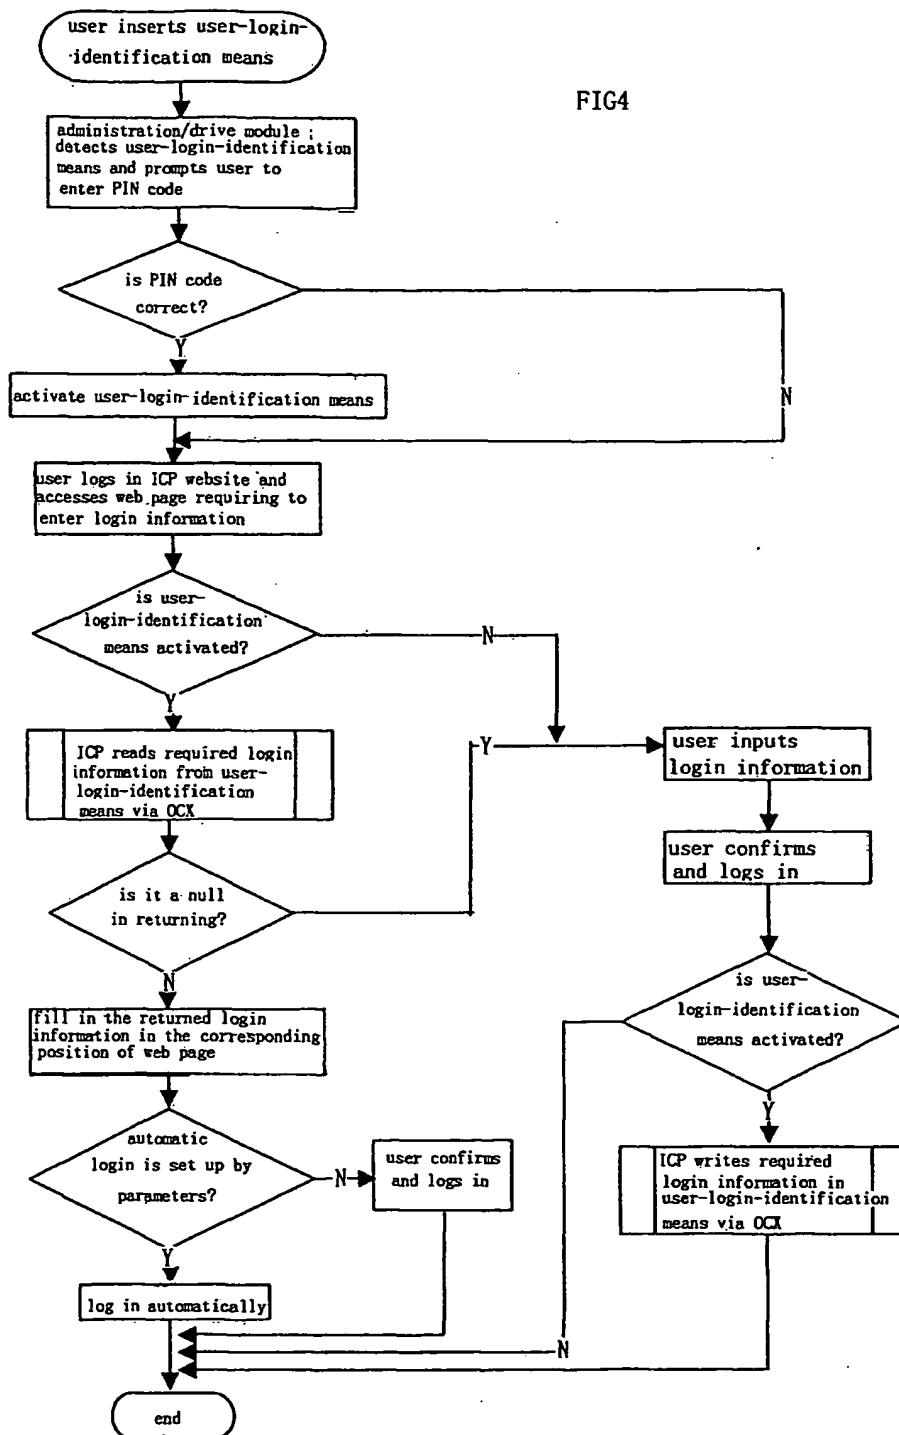 user inserts user-login-
identification means
FIG4
administration/drive module ;
detects user-login-identification
means and prompts user to
enter PIN code
is PIN code
correct?
Y
N
activate user-login-identification means
user logs in ICP website and
accesses web page requiring to
enter login information
is user-
login-identification
means activated?
N
Y
ICP reads required login
information from user-
login-identification
means via OCX
Y
user inputs
login information
user confirms
and logs in
is it a null
in returning?
N
is user-
login-identification
means activated?
fill in the returned login
information in the corresponding
position of web page
Y
automatic
login is set up by
parameters?
N
user confirms
and logs in
ICP writes required
login information in
user-login-identification
means via OCX
Y
log in automatically
N
end